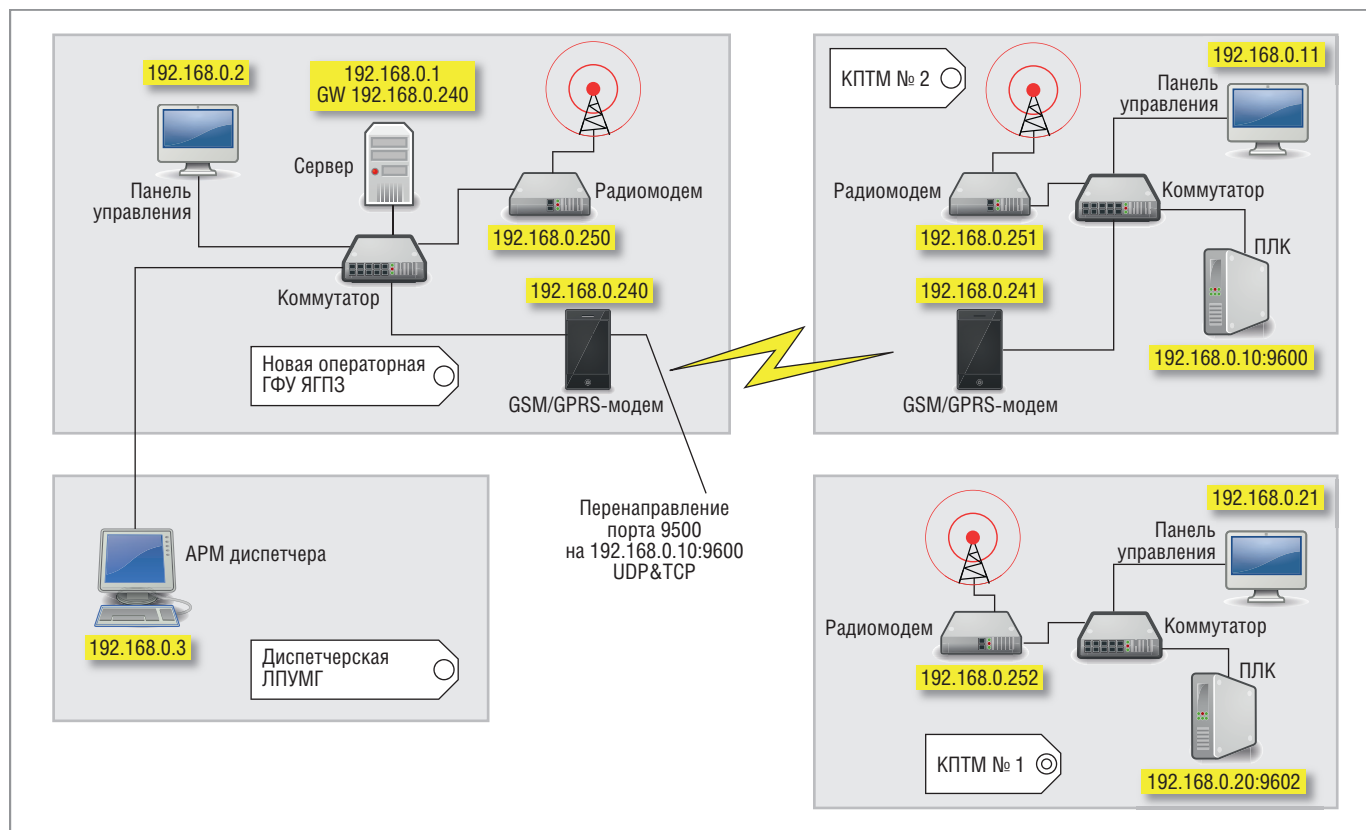 192.168.0.2
192.168.0.1
GW 192.168.0.240
Сервер
Панель
управления
Радиомодем
192.168.0.250
Коммутатор
192.168.0.240
GSM/GPRS-модем
Новая операторная
ГФУ ЯГПЗ
КПТМ № 2
192.168.0.11
Панель
управления
Радиомодем
192.168.0.251
Коммутатор
ПЛК
192.168.0.241
192.168.0.10:9600
GSM/GPRS-модем
АРМ диспетчера
192.168.0.3
Диспетчерская
ЛПУМГ
Перенаправление
порта 9500
на 192.168.0.10:9600
UDP&TCP
192.168.0.21
Панель
управления
Радиомодем
192.168.0.252
Коммутатор
ПЛК
КПТМ № 1
192.168.0.20:9602